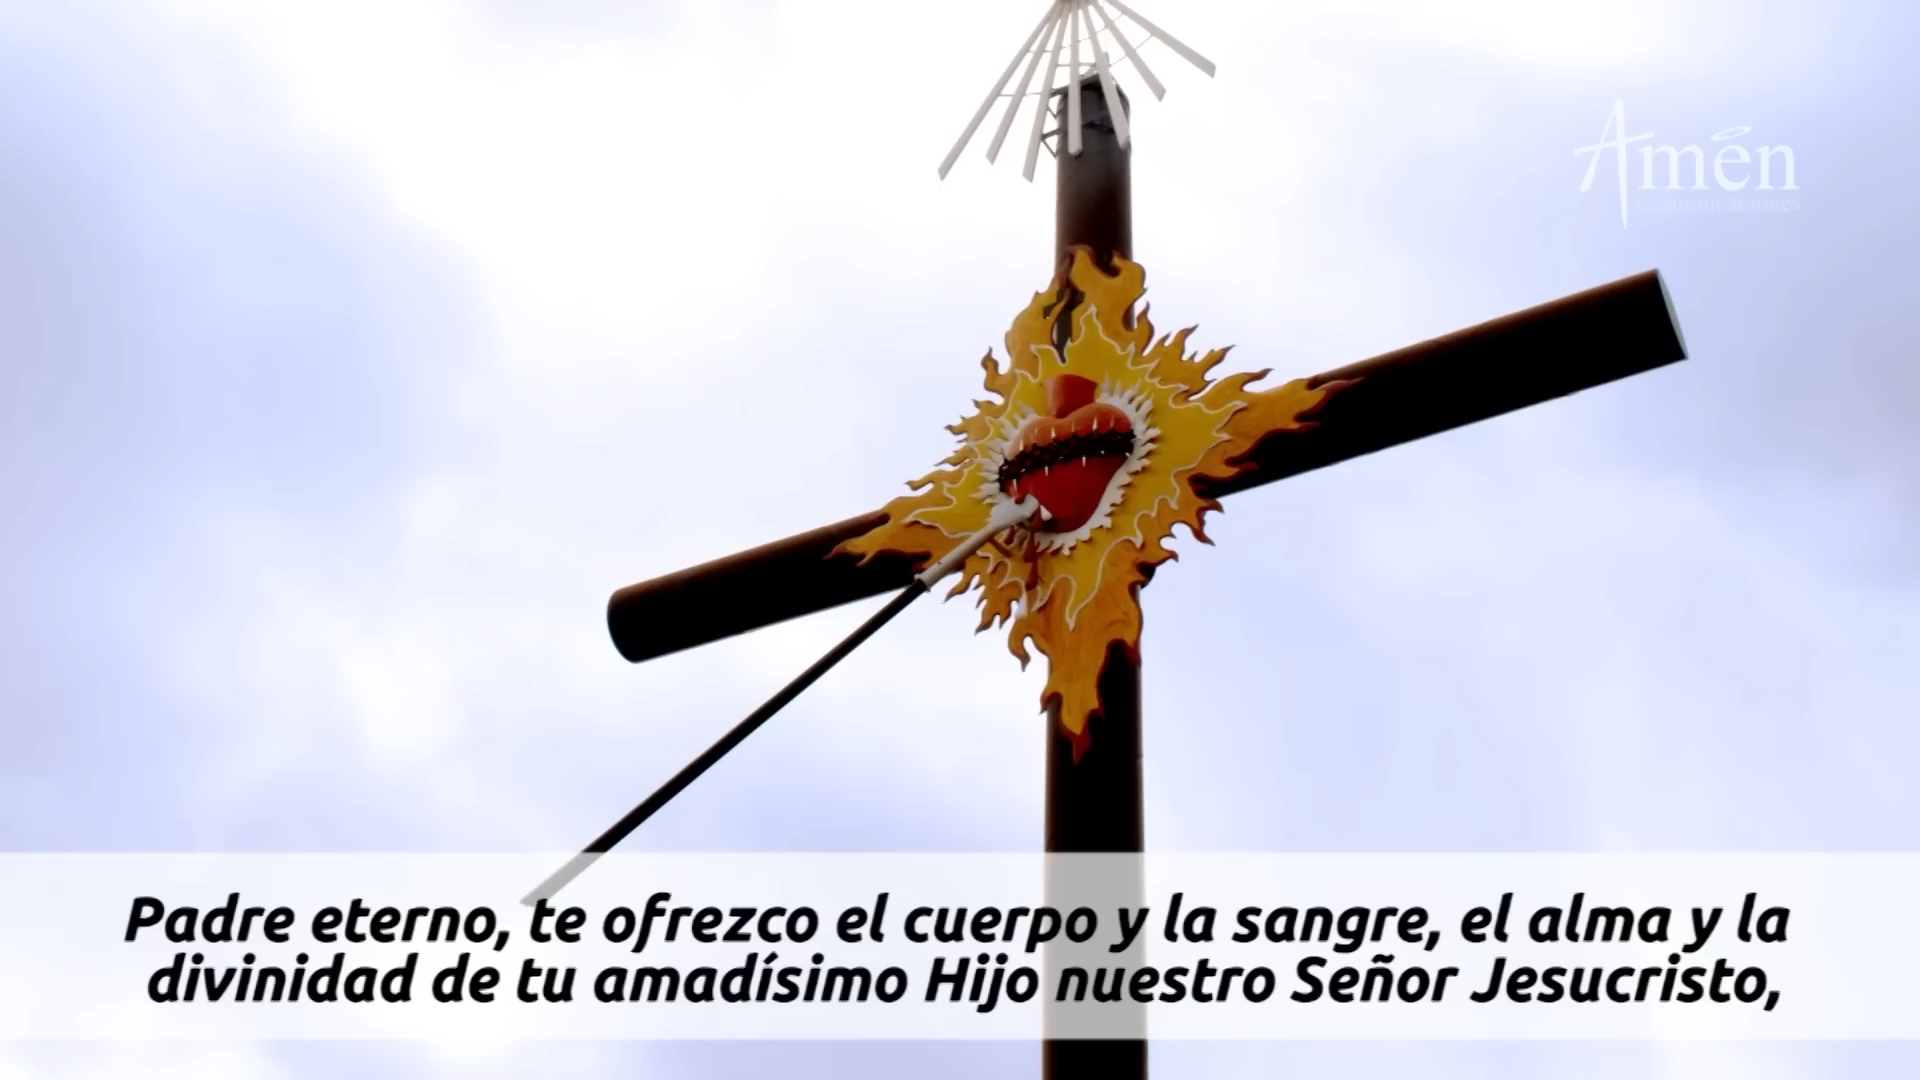 Amén
Comunicaciones
Padre eterno, te ofrezco el cuerpo y la sangre, el alma y la
divinidad de tu amadísimo Hijo nuestro Señor Jesucristo,